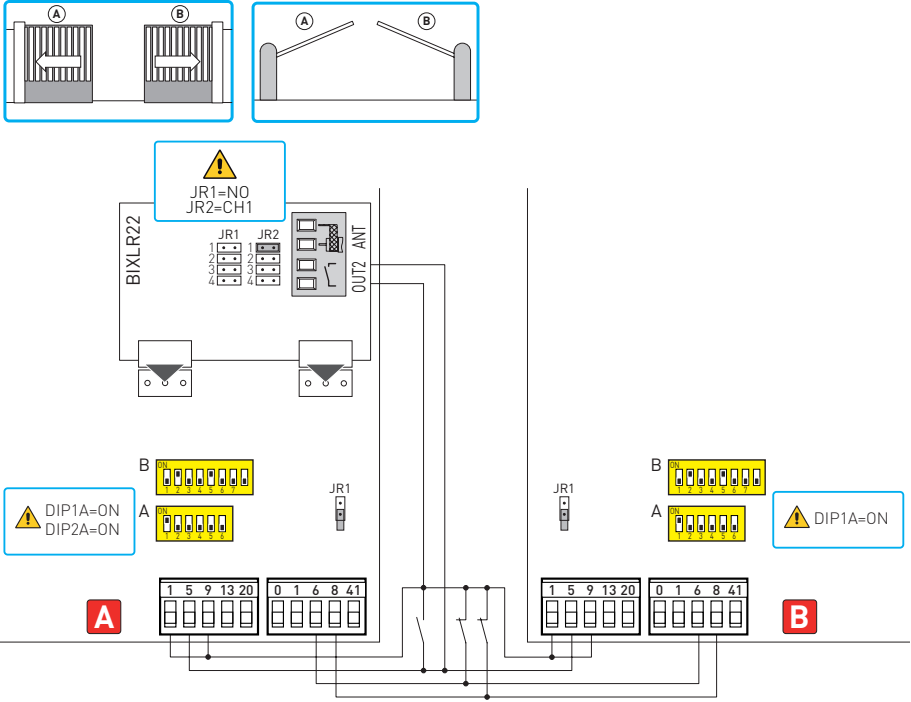 A B
A B
JR1=NO
JR2=CH1
BIXLR22
JR1 JR2
1 1
2 2
3 3
4 4
ANT
OUT2
B ON
1 2 3 4 5 6 7
DIP1A=ON
DIP2A=ON
A ON
1 2 3 4 5 6
JR1
JR1
B ON
1 2 3 4 5 6 7
A ON
1 2 3 4 5 6
DIP1A=ON
1 5 9 13 20 0 1 6 8 41
1 5 9 13 20 0 1 6 8 41
A
B